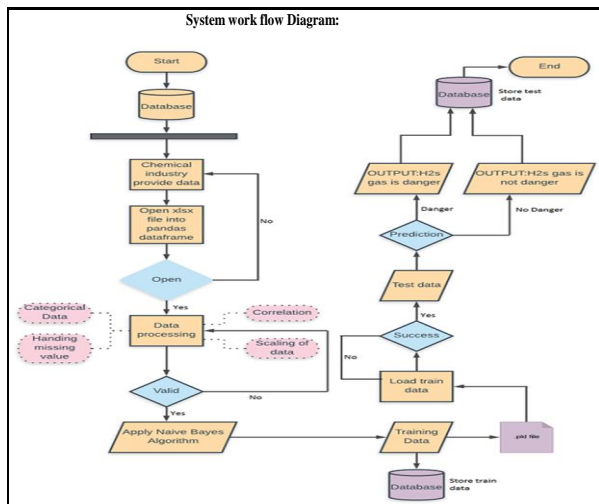 System work flow Diagram:
Start
Database
Chemical
industry
provide data
No
Open xlsx
file into
pandas
dataframe
Open
Yes
Categorical
Data
Handing
missing
value
Data
processing
Correlation
Scaling of
data
Valid
No
Yes
Apply Naive Bayes
Algorithm
Training
Data
Database
Store train
data
.pkl file
Load train
data
No
Success
Yes
Test data
Prediction
Danger
No Danger
OUTPUT:H2s
gas is danger
OUTPUT:H2s gas is
not danger
Database
Store test
data
End